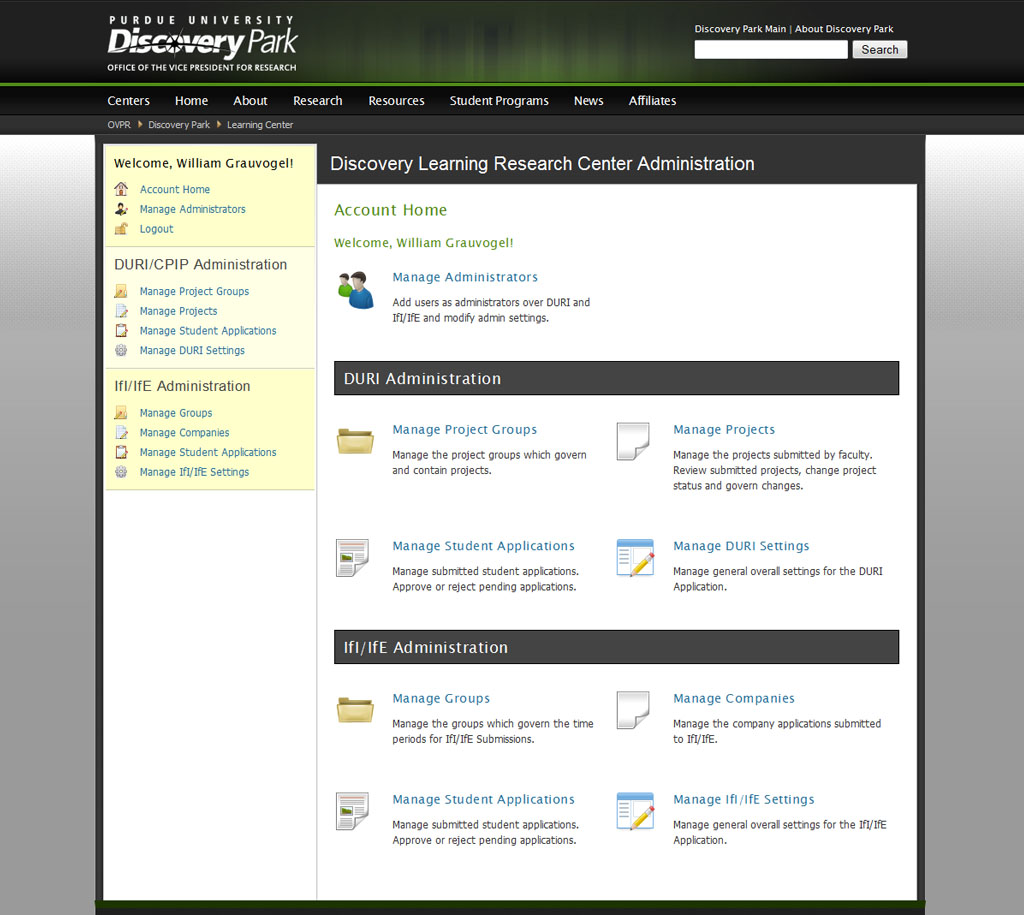 PURDUE UNIVERSITY
Discovery Park
OFFICE OF THE VICE PRESIDENT FOR RESEARCH
Discovery Park Main | About Discovery Park
Search
Centers Home About Research Resources Student Programs News Affiliates
OVPR Discovery Park Learning Center
Welcome, William Grauvogel!
Account Home
Manage Administrators
Logout
DURI/CPIP Administration
Manage Project Groups
Manage Projects
Manage Student Applications
Manage DURI Settings
IfI/IfE Administration
Manage Groups
Manage Companies
Manage Student Applications
Manage IfI/IfE Settings
Discovery Learning Research Center Administration
Account Home
Welcome, William Grauvogel!
Manage Administrators
Add users as administrators over DURI and
IfI/IfE and modify admin settings.
DURI Administration
Manage Project Groups
Manage the project groups which govern
and contain projects.
Manage Projects
Manage the projects submitted by faculty.
Review submitted projects, change project
status and govern changes.
Manage Student Applications
Manage submitted student applications.
Approve or reject pending applications.
Manage DURI Settings
Manage general overall settings for the DURI
Application.
IfI/IfE Administration
Manage Groups
Manage the groups which govern the time
periods for IfI/IfE Submissions.
Manage Companies
Manage the company applications submitted
to IfI/IfE.
Manage Student Applications
Manage submitted student applications.
Approve or reject pending applications.
Manage IfI/IfE Settings
Manage general overall settings for the IfI/IfE
Application.